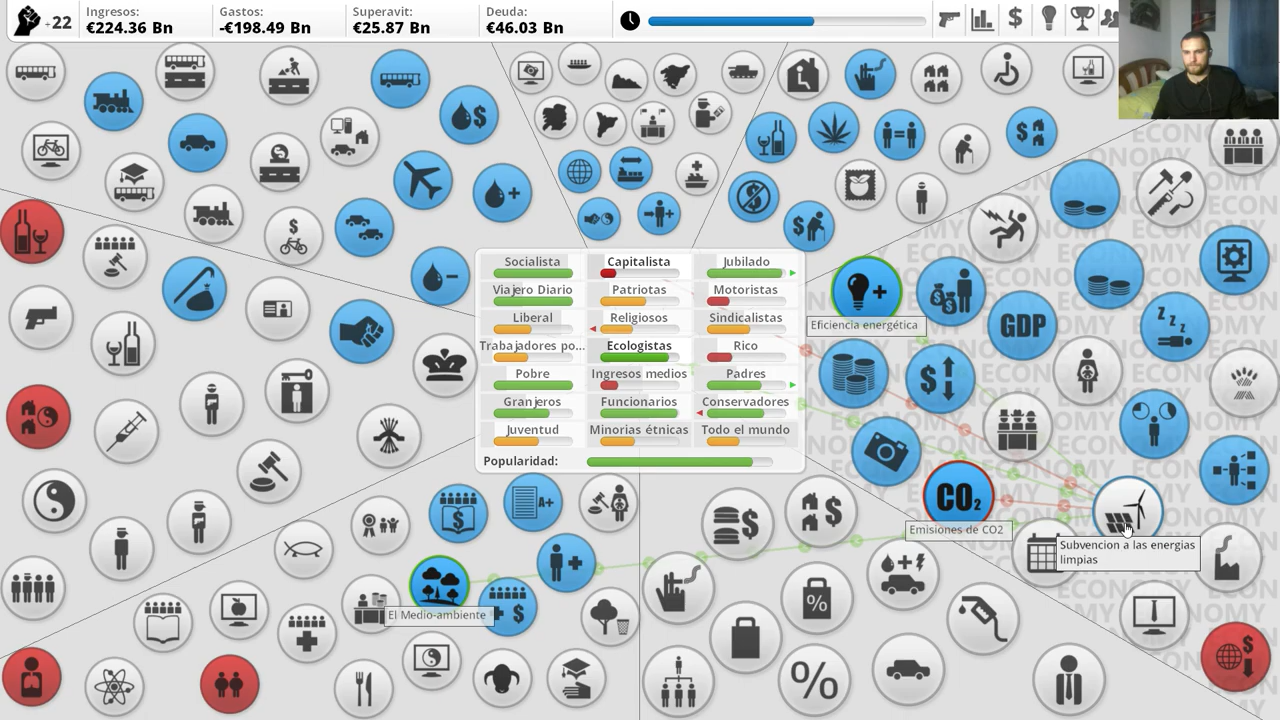 +22
Ingresos:
€224.36 Bn
Gastos:
-€198.49 Bn
Superavit:
€25.87 Bn
Deuda:
€46.03 Bn
Socialista
Capitalista
Jubilado
Viajero Diario
Patriotas
Motoristas
Liberal
Religiosos
Sindicalistas
Trabajadores po...
Ecologistas
Rico
Pobre
Ingresos medios
Padres
Granjeros
Funcionarios
Conservadores
Juventud
Minorias étnicas
Todo el mundo
Popularidad:
Eficiencia energética
GDP
CO2
Emisiones de CO2
Subvencion a las energias
limpias
A+
El Medio-ambiente
ECONOMY